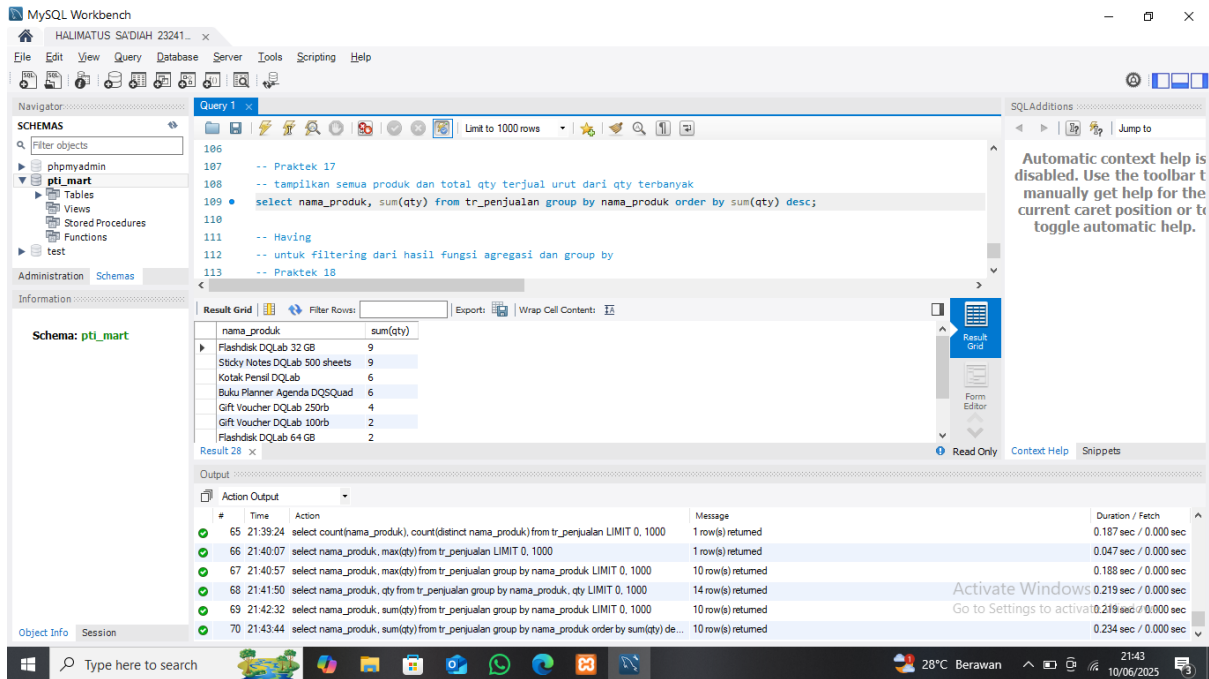 MySQL Workbench
HALIMATUS SA'DIAH 23241... ×
File Edit View Query Database Server Tools Scripting Help
Navigator
SCHEMAS
Filter objects
phpmyadmin
pti_mart
Tables
Views
Stored Procedures
Functions
test
Administration Schemas
Information
Schema: pti_mart
Object Info Session
Query 1 ×
Limit to 1000 rows
106
107 -- Praktek 17
108 -- tampilkan semua produk dan total qty terjual urut dari qty terbanyak
109 select nama_produk, sum(qty) from tr_penjualan group by nama_produk order by sum(qty) desc;
110
111 -- Having
112 -- untuk filtering dari hasil fungsi agregasi dan group by
113 -- Praktek 18
Result Grid Filter Rows: Export: Wrap Cell Content:
nama_produk sum(qty)
Flashdisk DQLab 32 GB 9
Sticky Notes DQLab 500 sheets 9
Kotak Pensil DQLab 6
Buku Planner Agenda DQSQuad 6
Gift Voucher DQLab 250rb 4
Gift Voucher DQLab 100rb 2
Flashdisk DQLab 64 GB 2
Result Grid
Form Editor
Result 28 ×
Read Only
SQLAdditions
Jump to
Automatic context help is
disabled. Use the toolbar t
manually get help for the
current caret position or to
toggle automatic help.
Context Help Snippets
Output
Action Output
# Time Action Message Duration / Fetch
65 21:39:24 select count(nama_produk), count(distinct nama_produk) from tr_penjualan LIMIT 0, 1000 1 row(s) returned 0.187 sec / 0.000 sec
66 21:40:07 select nama_produk, max(qty) from tr_penjualan LIMIT 0, 1000 1 row(s) returned 0.047 sec / 0.000 sec
67 21:40:57 select nama_produk, max(qty) from tr_penjualan group by nama_produk LIMIT 0, 1000 10 row(s) returned 0.188 sec / 0.000 sec
68 21:41:50 select nama_produk, qty from tr_penjualan group by nama_produk, qty LIMIT 0, 1000 14 row(s) returned 0.219 sec / 0.000 sec
69 21:42:32 select nama_produk, sum(qty) from tr_penjualan group by nama_produk LIMIT 0, 1000 10 row(s) returned 0.000 sec
70 21:43:44 select nama_produk, sum(qty) from tr_penjualan group by nama_produk order by sum(qty) de... 10 row(s) returned 0.234 sec / 0.000 sec
Activate Windows
Go to Settings to activate
Type here to search
28°C Berawan
21:43
10/06/2025
3